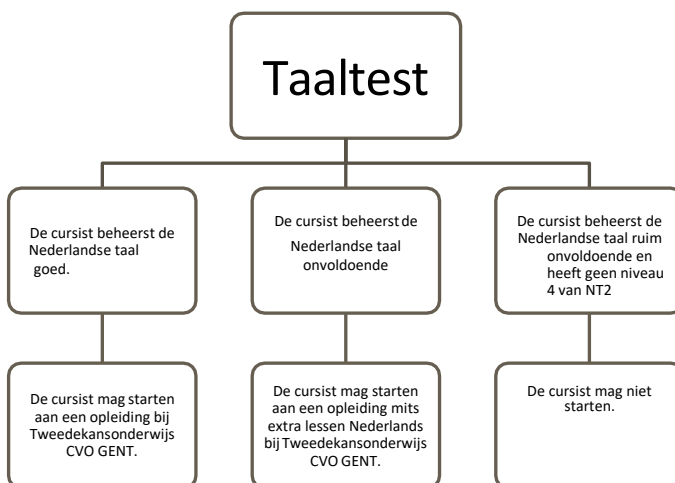 Taaltest
De cursist beheerst de
Nederlandse taal
goed.
De cursist beheerst de
Nederlandse taal
onvoldoende
De cursist beheerst de
Nederlandse taal ruim
onvoldoende en
heeft geen niveau
4 van NT2
De cursist mag starten
aan een opleiding bij
Tweedekansonderwijs
CVO GENT.
De cursist mag starten
aan een opleiding mits
extra lessen Nederlands
bij Tweedekansonderwijs
CVO GENT.
De cursist mag niet
starten.